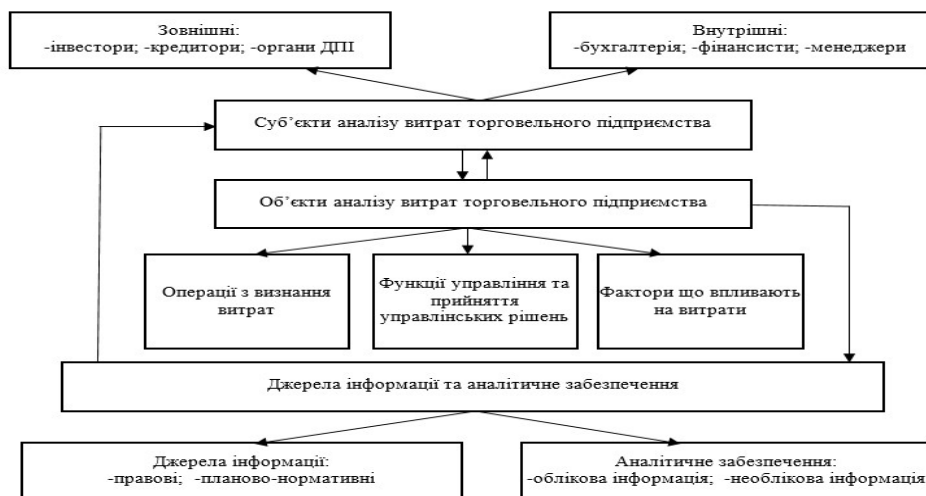 Зовнішні:
-інвестори; -кредитори; -органи ДПІ
Внутрішні:
-бухгалтерія; -фінансисти; -менеджери
Суб’єкти аналізу витрат торговельного підприємства
Об’єкти аналізу витрат торговельного підприємства
Операції з визнання
витрат
Функції управління та
прийняття
управлінських рішень
Фактори що впливають
на витрати
Джерела інформації та аналітичне забезпечення
Джерела інформації:
-правові; -планово-нормативні
Аналітичне забезпечення:
-облікова інформація; -необлікова інформація